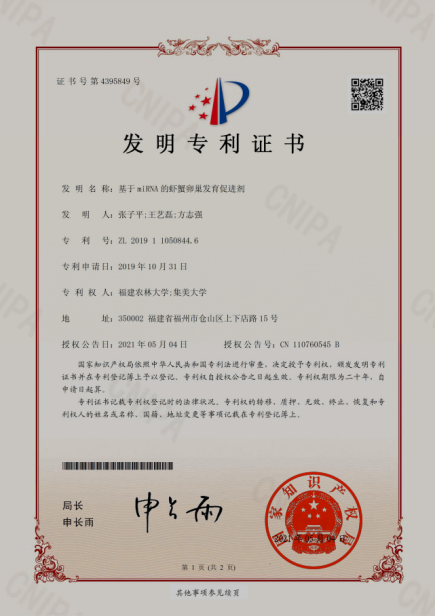 证书号第4395849号
发明专利证书
发明名称：基于miRNA的虾蟹卵巢发育促进剂
发明人：张子平;王艺磊;方志强
专利号：ZL 2019 1 1050844.6
专利申请日：2019年10月31日
专利权人：福建农林大学;集美大学
地址：350002 福建省福州市仓山区上下店路15号
授权公告日：2021年05月04日 授权公告号：CN 110760545 B
国家知识产权局依照中华人民共和国专利法进行审查，决定授予专利权，颁发发明专利
证书并在专利登记簿上予以登记。专利权自授权公告之日起生效。专利权期限为二十年，自
申请日起算。
专利证书记载专利权登记时的法律状况。专利权的转移、质押、无效、终止、恢复和专
利权人的姓名或名称、国籍、地址变更等事项记载在专利登记簿上。
局长
申长雨
申长雨
国家知识产权局
2021年05月04日
第 1 页 (共 2 页)
其他事项参见续页
CNIPA